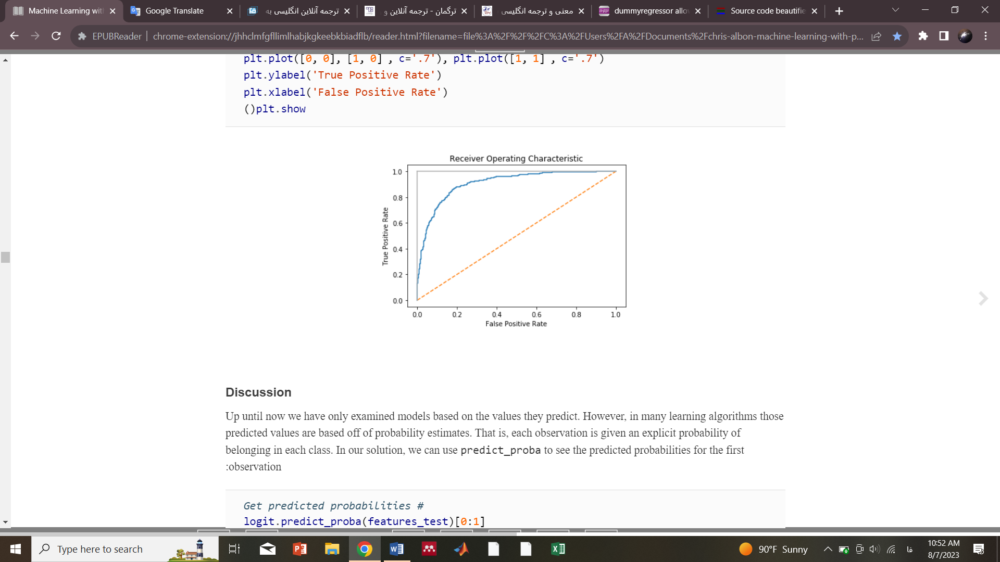 Machine Learning with
Google Translate
ترجمه آنلاین انگلیسی به
ترگمان - ترجمه آنلاین و
معنی و ترجمه انگلیسی
dummyregressor allo
Source code beautifie
EPUBReader
chrome-extension://jhhclmfgfllimlhabjkgkeebkbiadflb/reader.html?filename=file%3A%2F%2F%2FC%3A%2FUsers%2FA%2FDocuments%2Fchris-albon-machine-learning-with-p...
plt.plot([0, 0], [1, 0] , c='.7'), plt.plot([1, 1] , c='.7')
plt.ylabel('True Positive Rate')
plt.xlabel('False Positive Rate')
()plt.show
Receiver Operating Characteristic
True Positive Rate
1.0
0.8
0.6
0.4
0.2
0.0
0.0 0.2 0.4 0.6 0.8 1.0
False Positive Rate
Discussion
Up until now we have only examined models based on the values they predict. However, in many learning algorithms those
predicted values are based off of probability estimates. That is, each observation is given an explicit probability of
belonging in each class. In our solution, we can use predict_proba to see the predicted probabilities for the first
:observation
Get predicted probabilities #
logit.predict_proba(features_test)[0:1]
Type here to search
90°F Sunny
فا
10:52 AM
8/7/2023